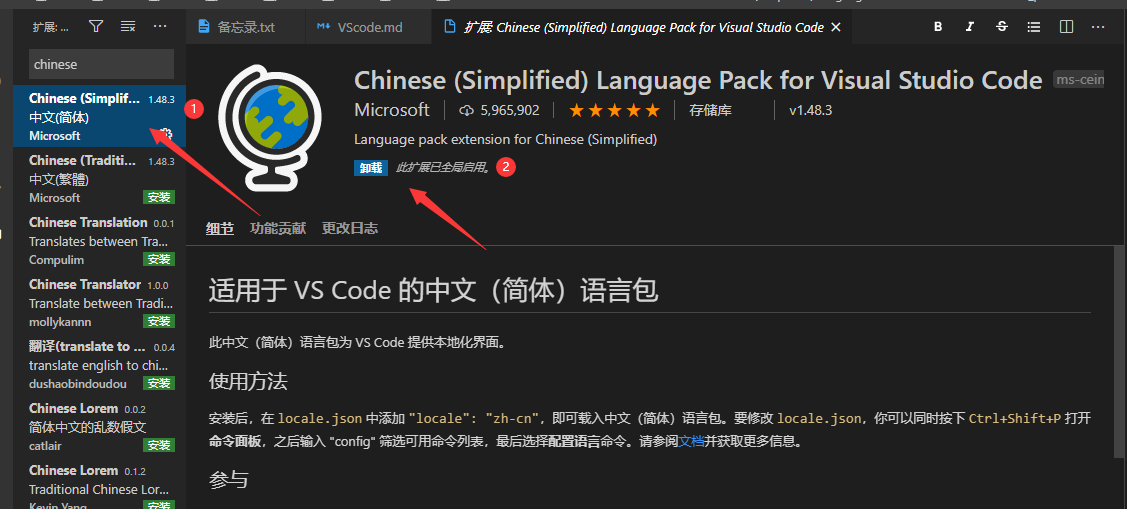 扩展: ...
备忘录.txt
VScode.md
扩展: Chinese (Simplified) Language Pack for Visual Studio Code
B
I
S
chinese
Chinese (Simplif... 1.48.3
中文(简体)
Microsoft
1
Chinese (Traditi... 1.48.3
中文(繁體)
Microsoft 安装
Chinese Translation 0.0.1
Translates between Tra...
Compulim 安装
Chinese Translator 1.0.0
Translate between Tradi...
mollykannn 安装
翻译(translate to ... 0.0.4
translate english to chi...
dushaobindoudou 安装
Chinese Lorem 0.0.2
简体中文的乱数假文
catlair 安装
Chinese Lorem 0.1.2
Traditional Chinese Lor...
Kevin Yang 安装
Chinese (Simplified) Language Pack for Visual Studio Code ms-cein
Microsoft 5,965,902 ★★★★★ 存储库 v1.48.3
Language pack extension for Chinese (Simplified)
卸载 此扩展已全局启用。 2
细节 功能贡献 更改日志
适用于 VS Code 的中文（简体）语言包
此中文（简体）语言包为 VS Code 提供本地化界面。
使用方法
安装后，在 locale.json 中添加 "locale": "zh-cn"，即可载入中文（简体）语言包。要修改 locale.json，你可以同时按下 Ctrl+Shift+P 打开
命令面板，之后输入 "config" 筛选可用命令列表，最后选择配置语言命令。请参阅文档并获取更多信息。
参与